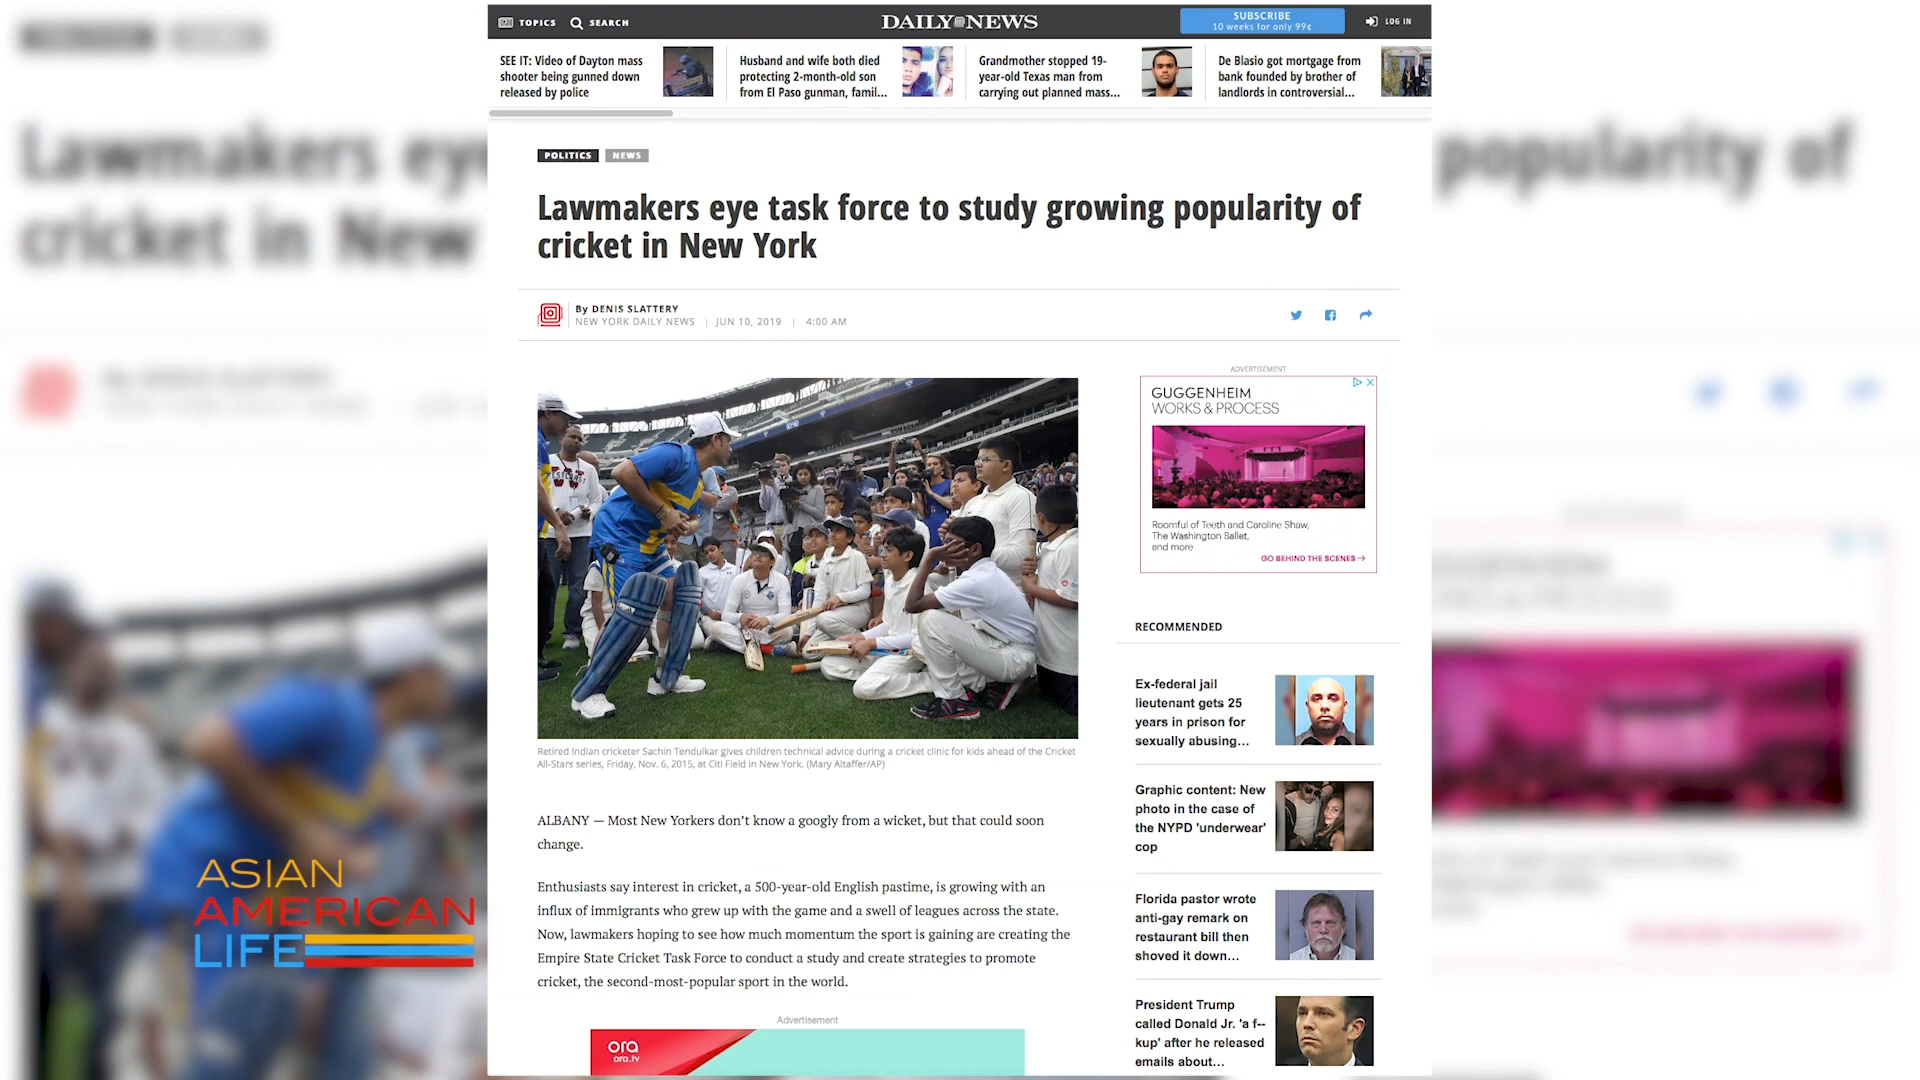 TOPICS
SEARCH
DAILY NEWS
SUBSCRIBE
10 weeks for only 99¢
LOG IN
SEE IT: Video of Dayton mass
shooter being gunned down
released by police
Husband and wife both died
protecting 2-month-old son
from El Paso gunman, famil...
Grandmother stopped 19-
year-old Texas man from
carrying out planned mass...
De Blasio got mortgage from
bank founded by brother of
landlords in controversial...
POLITICS
NEWS
Lawmakers eye task force to study growing popularity of
cricket in New York
By DENIS SLATTERY
NEW YORK DAILY NEWS | JUN 10, 2019 | 4:00 AM
Retired Indian cricketer Sachin Tendulkar gives children technical advice during a cricket clinic for kids ahead of the Cricket
All-Stars series, Friday, Nov. 6, 2015, at Citi Field in New York. (Mary Altaffer/AP)
ALBANY — Most New Yorkers don't know a googly from a wicket, but that could soon
change.
Enthusiasts say interest in cricket, a 500-year-old English pastime, is growing with an
influx of immigrants who grew up with the game and a swell of leagues across the state.
Now, lawmakers hoping to see how much momentum the sport is gaining are creating the
Empire State Cricket Task Force to conduct a study and create strategies to promote
cricket, the second-most-popular sport in the world.
Advertisement
ora
ora.tv
ADVERTISEMENT
GUGGENHEIM
WORKS & PROCESS
Roomful of Teeth and Caroline Shaw,
The Washington Ballet,
and more
GO BEHIND THE SCENES →
RECOMMENDED
Ex-federal jail
lieutenant gets 25
years in prison for
sexually abusing...
Graphic content: New
photo in the case of
the NYPD 'underwear'
cop
Florida pastor wrote
anti-gay remark on
restaurant bill then
shoved it down...
President Trump
called Donald Jr. 'a f--
kup' after he released
emails about...
Lawmakers eye
popularity of
cricket in New
ASIAN
AMERICAN
LIFE